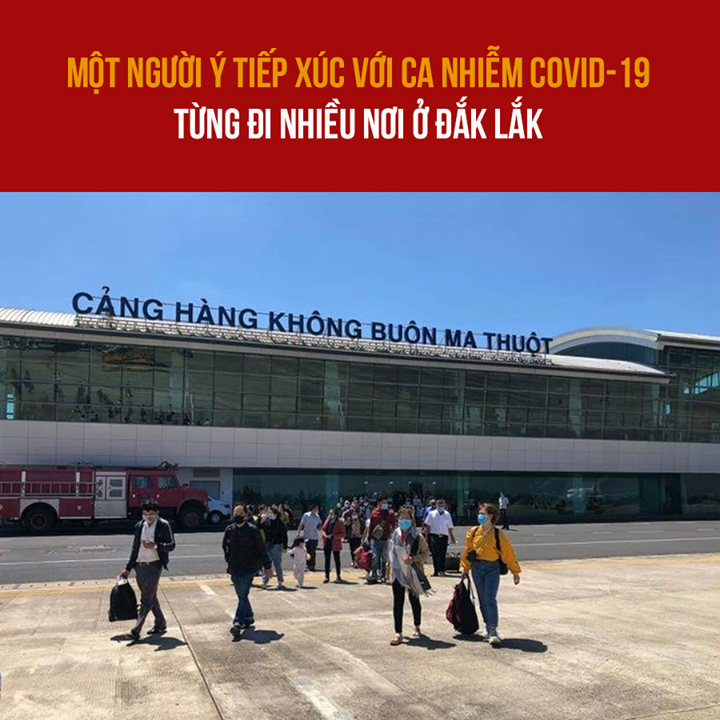 MỘT NGƯỜI Ý TIẾP XÚC VỚI CA NHIỄM COVID-19
TỪNG ĐI NHIỀU NƠI Ở ĐẮK LẮK
CẢNG HÀNG KHÔNG BUÔN MA THUỘT